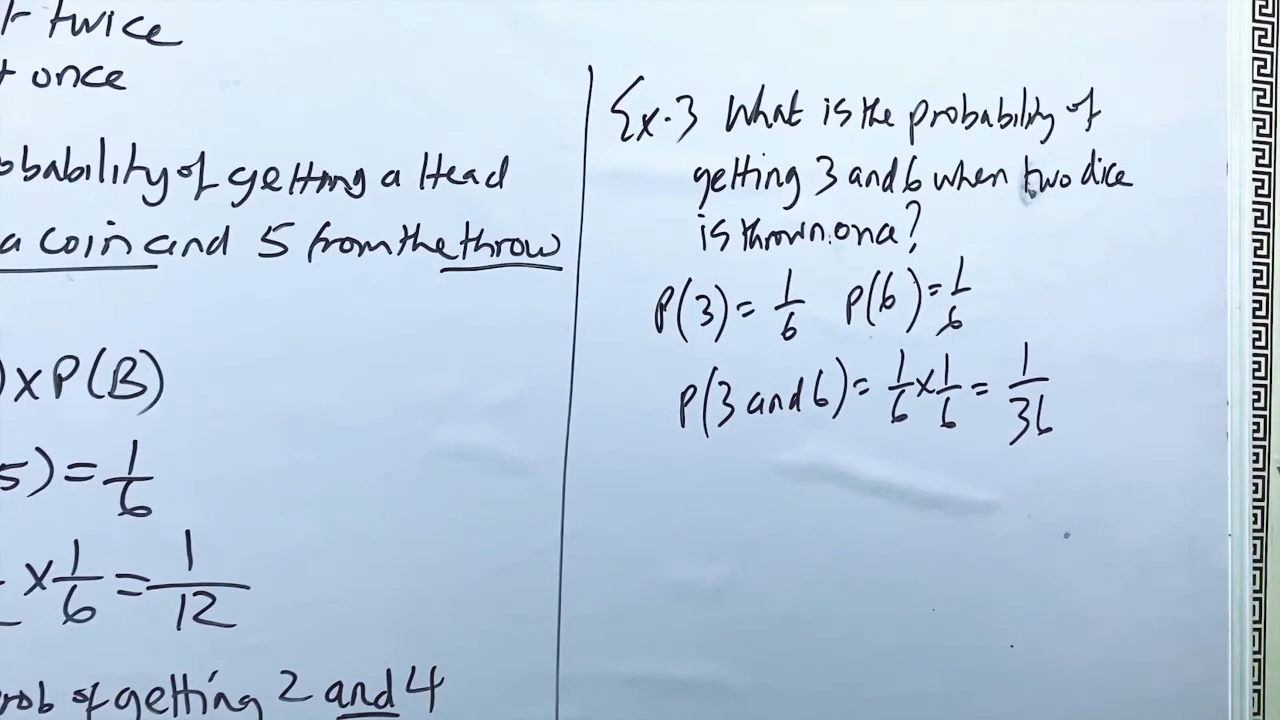 twice
once
of getting a Head
a coin and 5 from the throw
)xP(B)
5) = 1/6
x 1/6 = 1/12
of getting 2 and 4
Ex.3 What is the probability of
getting 3 and 6 when two dice
is thrown once?
P(3) = 1/6 P(6) = 1/6
P(3 and 6) = 1/6 x 1/6 = 1/36